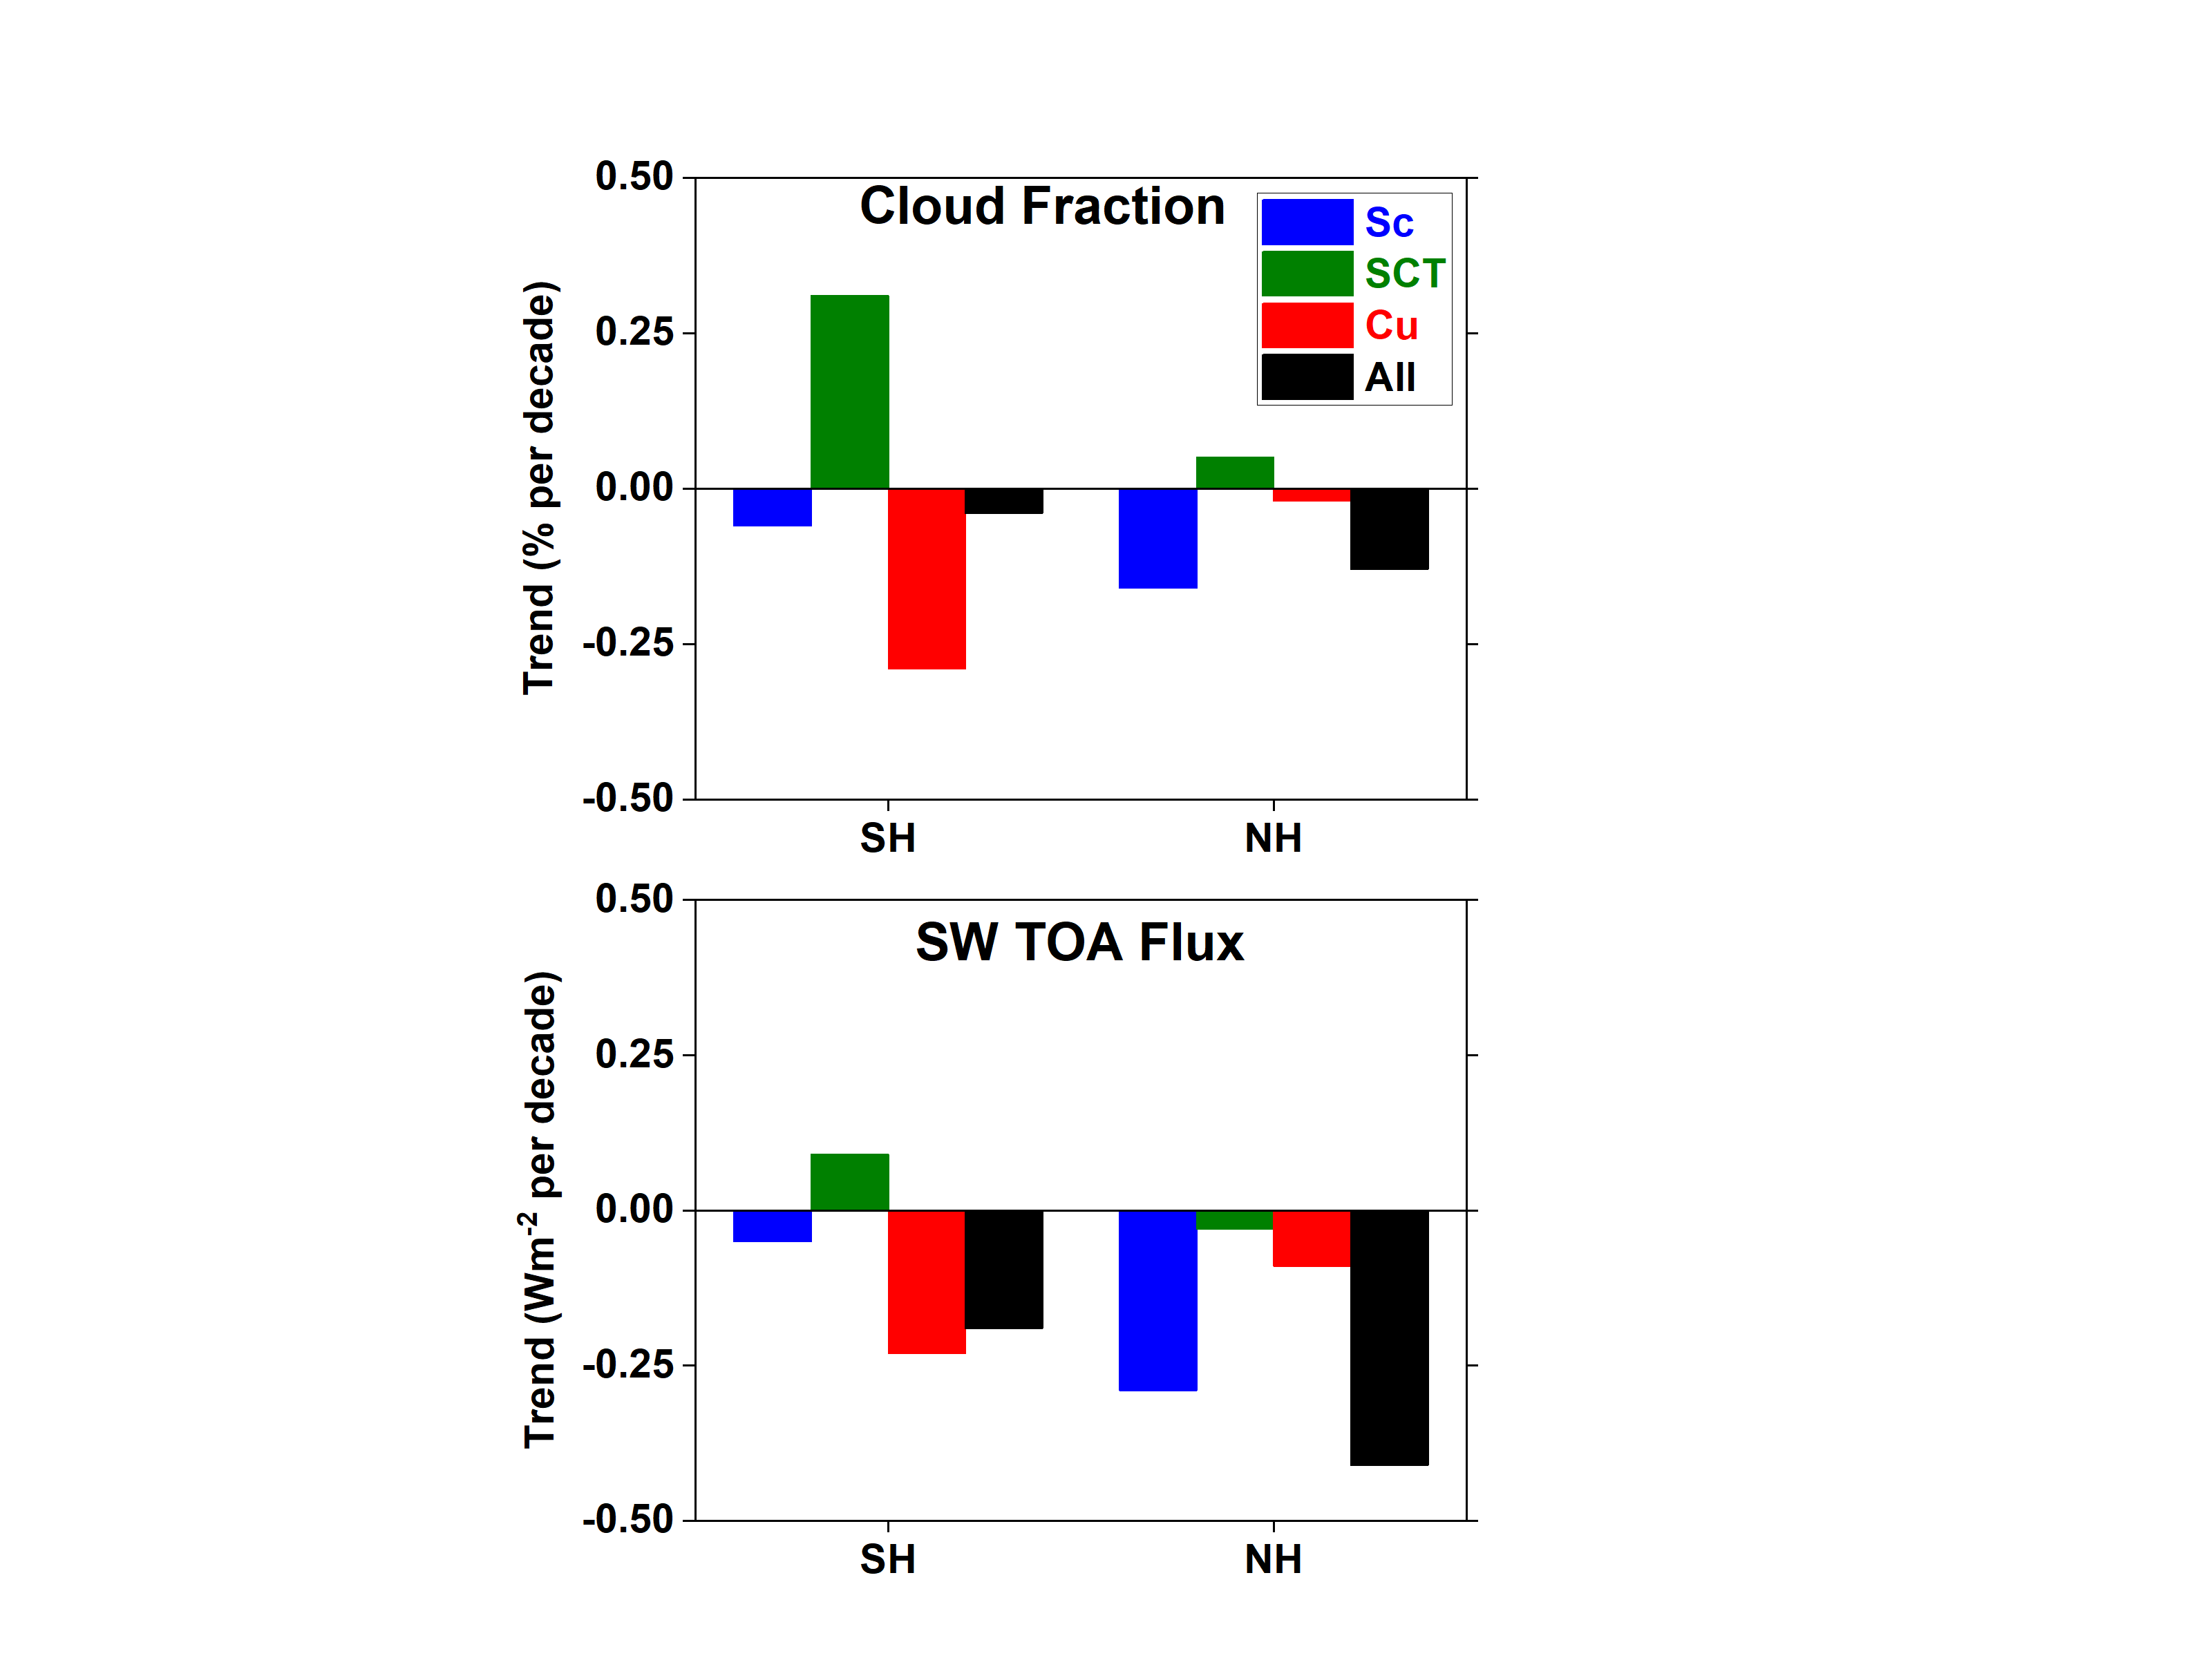 Cloud Fraction
Sc
SCT
Cu
All
0.50
0.25
0.00
-0.25
-0.50
Trend (% per decade)
SH
NH
SW TOA Flux
0.50
0.25
0.00
-0.25
-0.50
Trend (Wm-2 per decade)
SH
NH